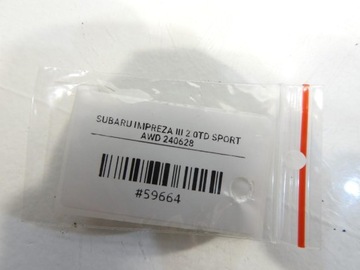 SUBARU IMPREZA III 2.0TD SPORT
AWD 240628
#59664